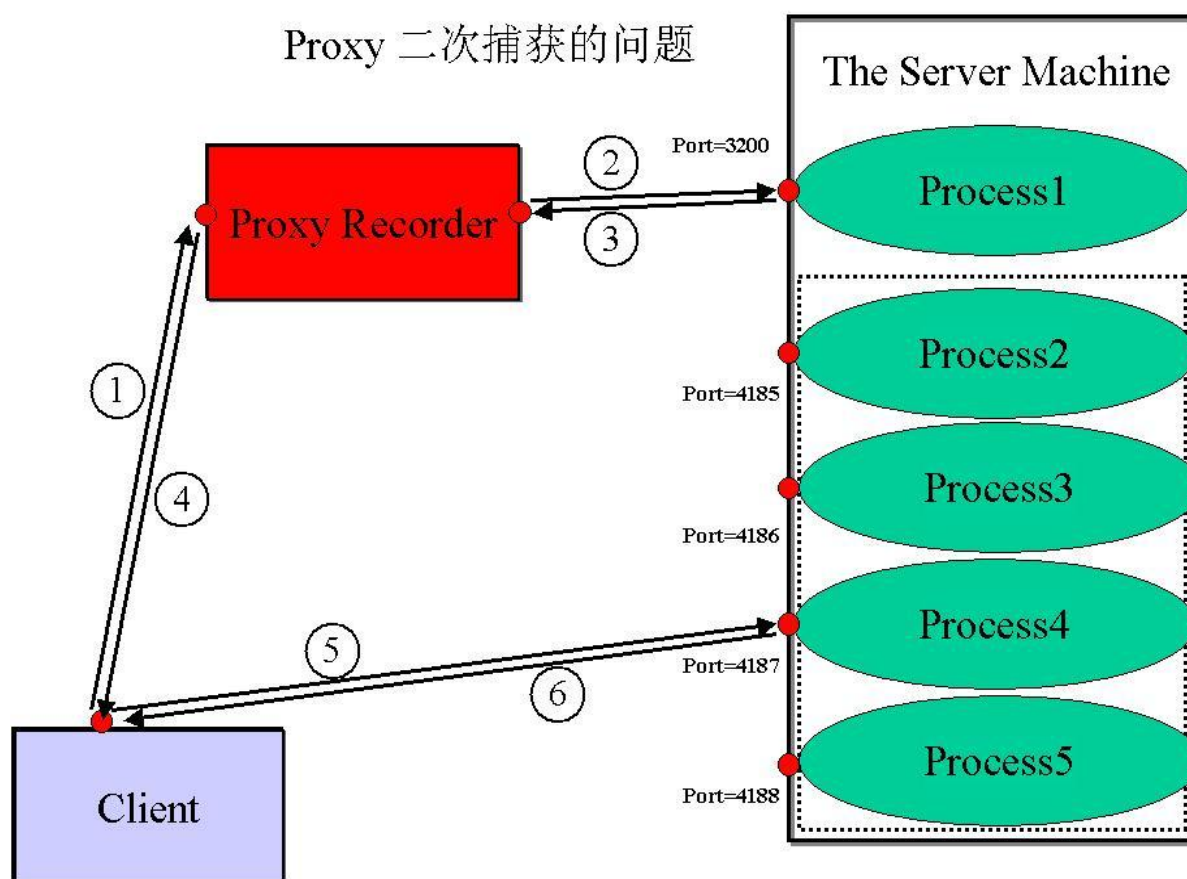 Proxy 二次捕获的问题
The Server Machine
Port=3200
Process1
②
Proxy Recorder
③
Process2
①
Port=4185
④
Process3
Port=4186
Process4
⑤
Port=4187
⑥
Process5
Client
Port=4188